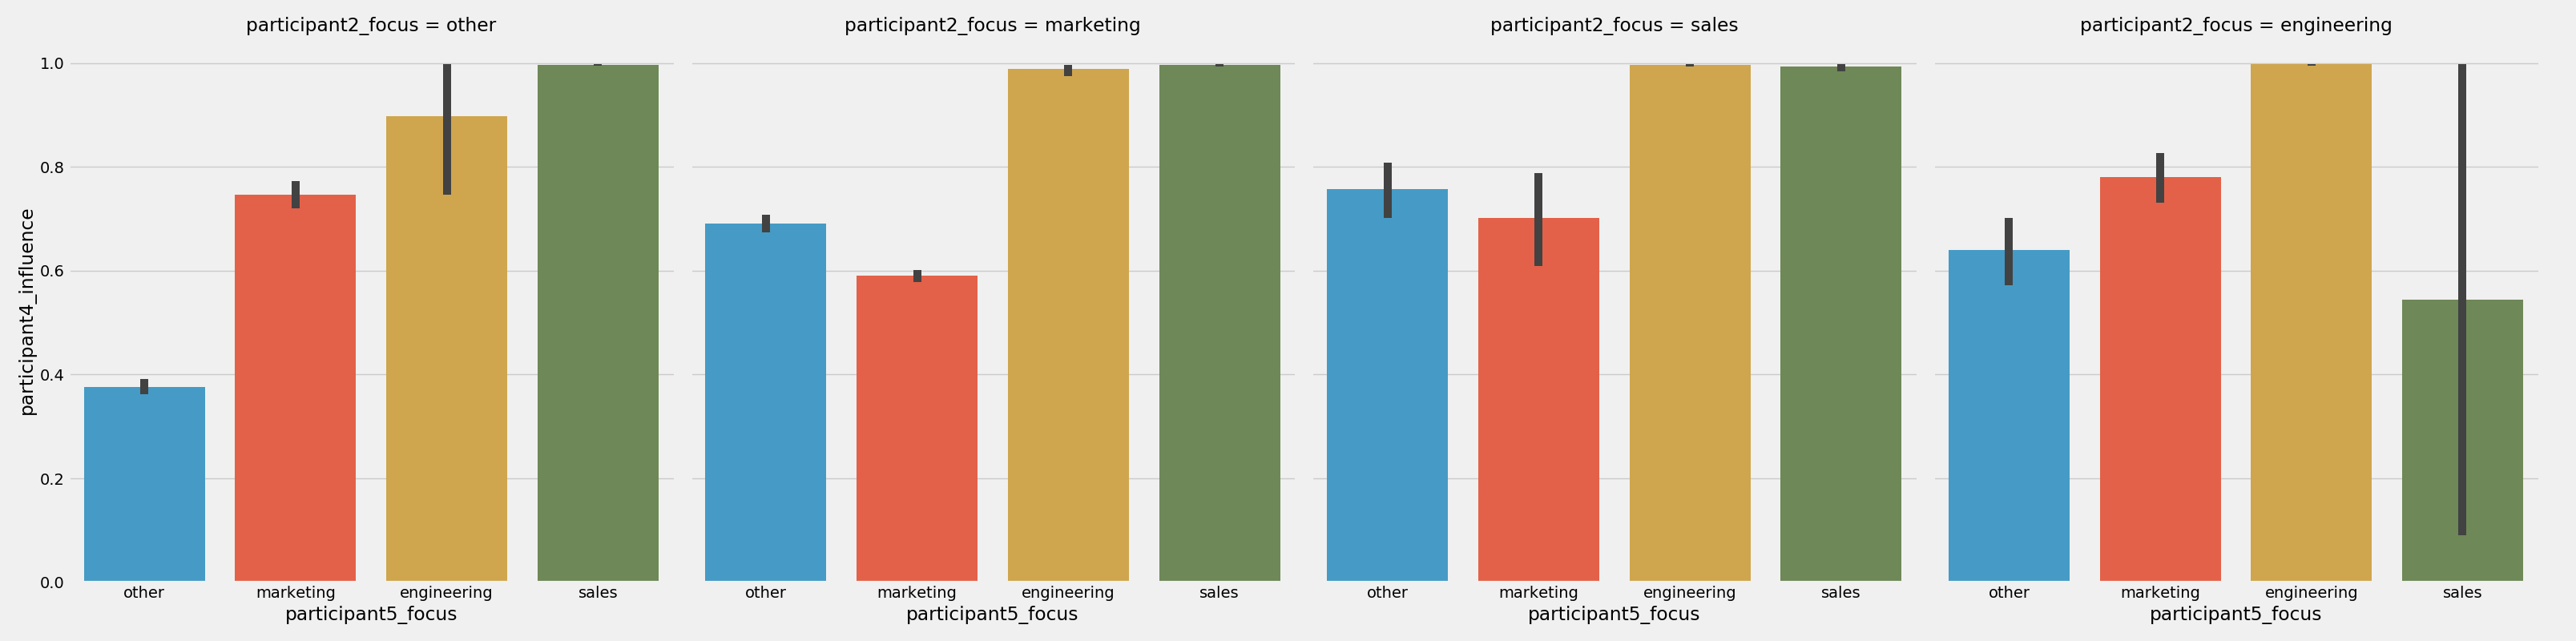 participant2_focus = other
participant2_focus = marketing
participant2_focus = sales
participant2_focus = engineering
participant4_influence
1.0
0.8
0.6
0.4
0.2
0.0
other marketing engineering sales
participant5_focus
other marketing engineering sales
participant5_focus
other marketing engineering sales
participant5_focus
other marketing engineering sales
participant5_focus